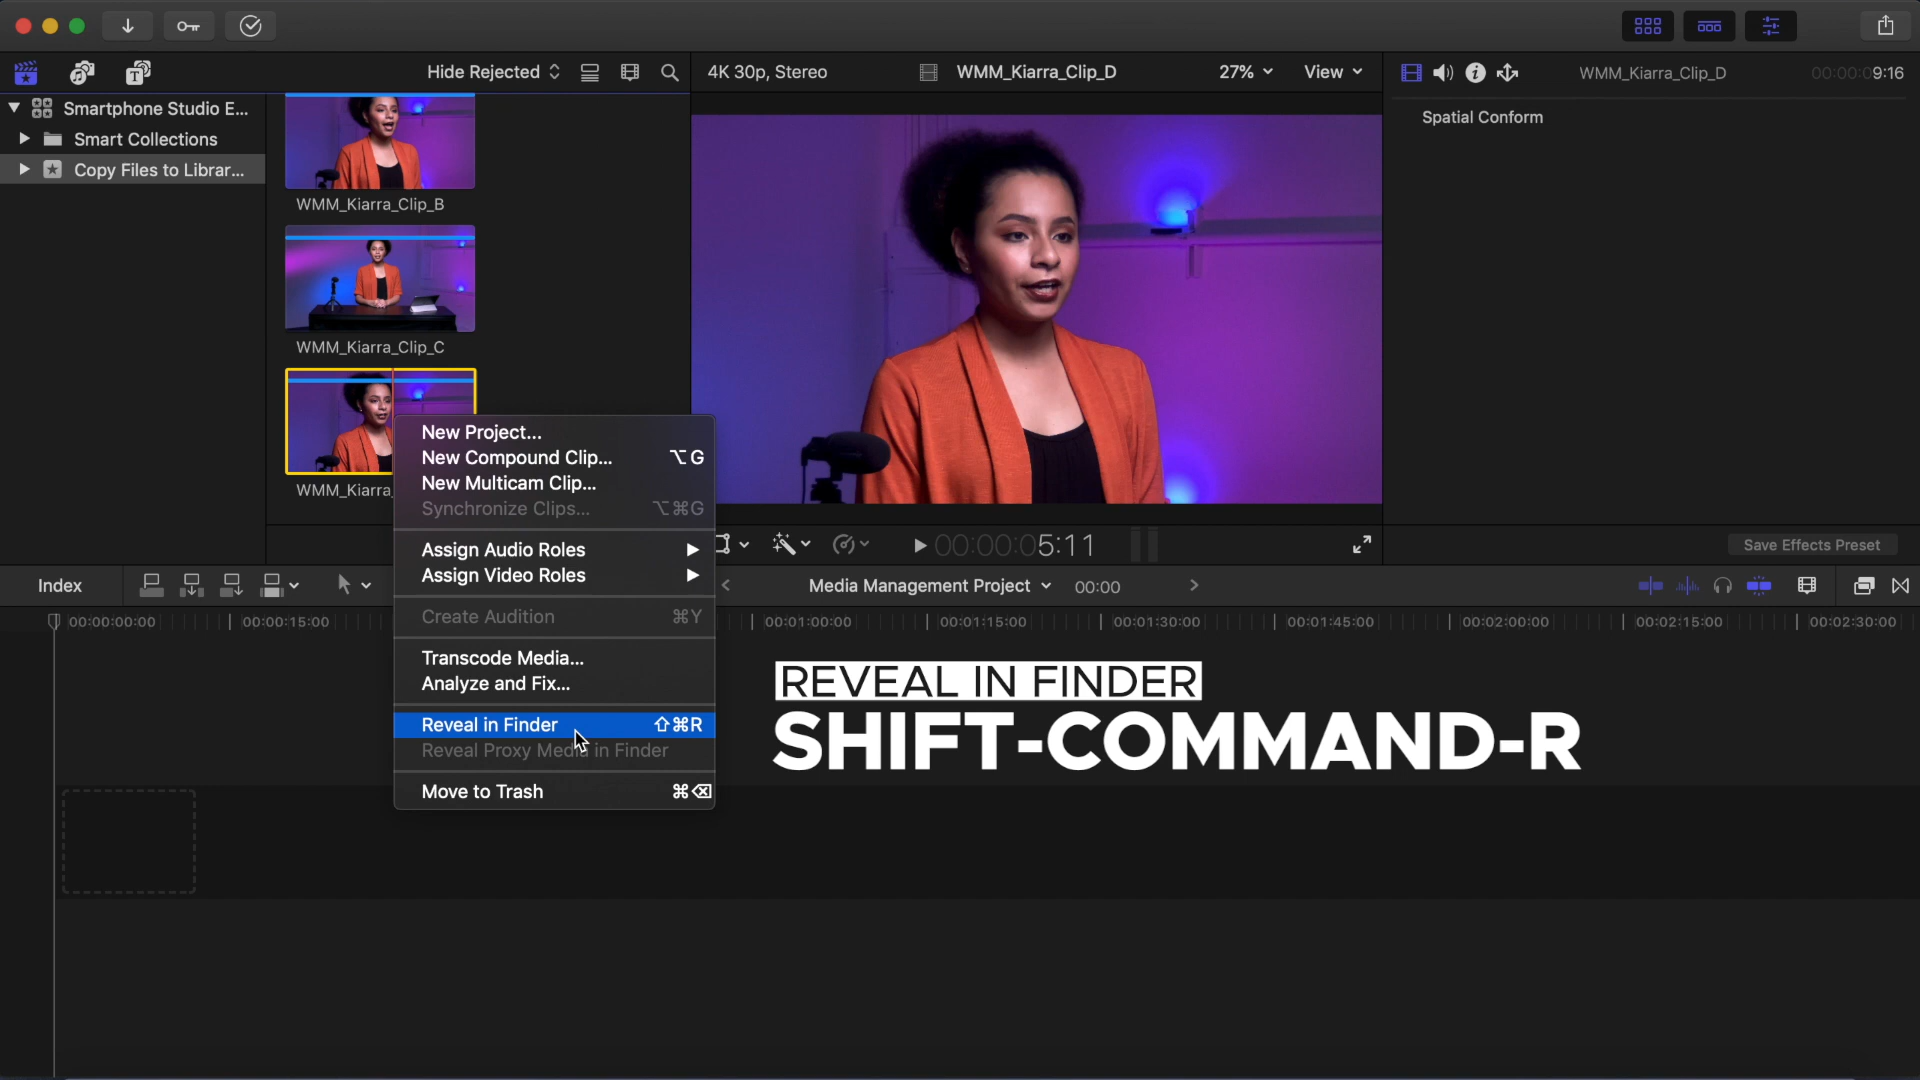 Hide Rejected
4K 30p, Stereo
WMM_Kiarra_Clip_D
27%
View
WMM_Kiarra_Clip_D
00:00:09:16
Smartphone Studio E...
Smart Collections
Copy Files to Librar...
WMM_Kiarra_Clip_B
WMM_Kiarra_Clip_C
WMM_Kiarra_
Spatial Conform
New Project...
New Compound Clip... ⌥G
New Multicam Clip...
Synchronize Clips... ⌥⌘G
Assign Audio Roles
Assign Video Roles
Create Audition ⌘Y
Transcode Media...
Analyze and Fix...
Reveal in Finder ⇧⌘R
Reveal Proxy Media in Finder
Move to Trash ⌘⌫
00:00:05:11
Save Effects Preset
Index
Media Management Project
00:00
00:00:00:00
00:00:15:00
00:01:00:00
00:01:15:00
00:01:30:00
00:01:45:00
00:02:00:00
00:02:15:00
00:02:30:00
REVEAL IN FINDER
SHIFT-COMMAND-R